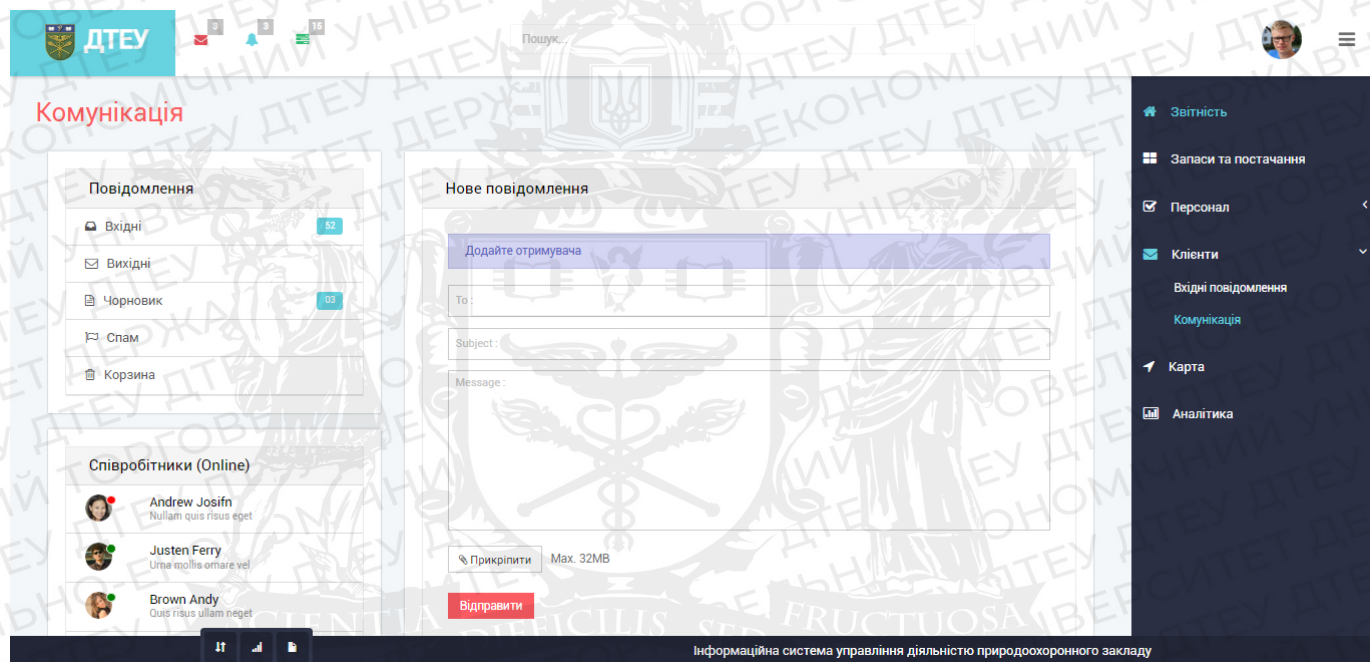 ДТЕУ
3
3
15
Пошук...
Комунікація
Повідомлення
Вхідні 52
Вихідні
Чорновик 03
Спам
Корзина
Співробітники (Online)
Andrew Josifn
Nullam quis risus eget
Justen Ferry
Urna mollis ornare vel
Brown Andy
Quis risus ullam neget
Нове повідомлення
Додайте отримувача
To :
Subject :
Message :
Прикріпити Max. 32MB
Відправити
Звітність
Запаси та постачання
Персонал
Клієнти
Вхідні повідомлення
Комунікація
Карта
Аналітика
DIFFICILIS SED FRUCTUOSA
Інформаційна система управління діяльністю природоохоронного закладу